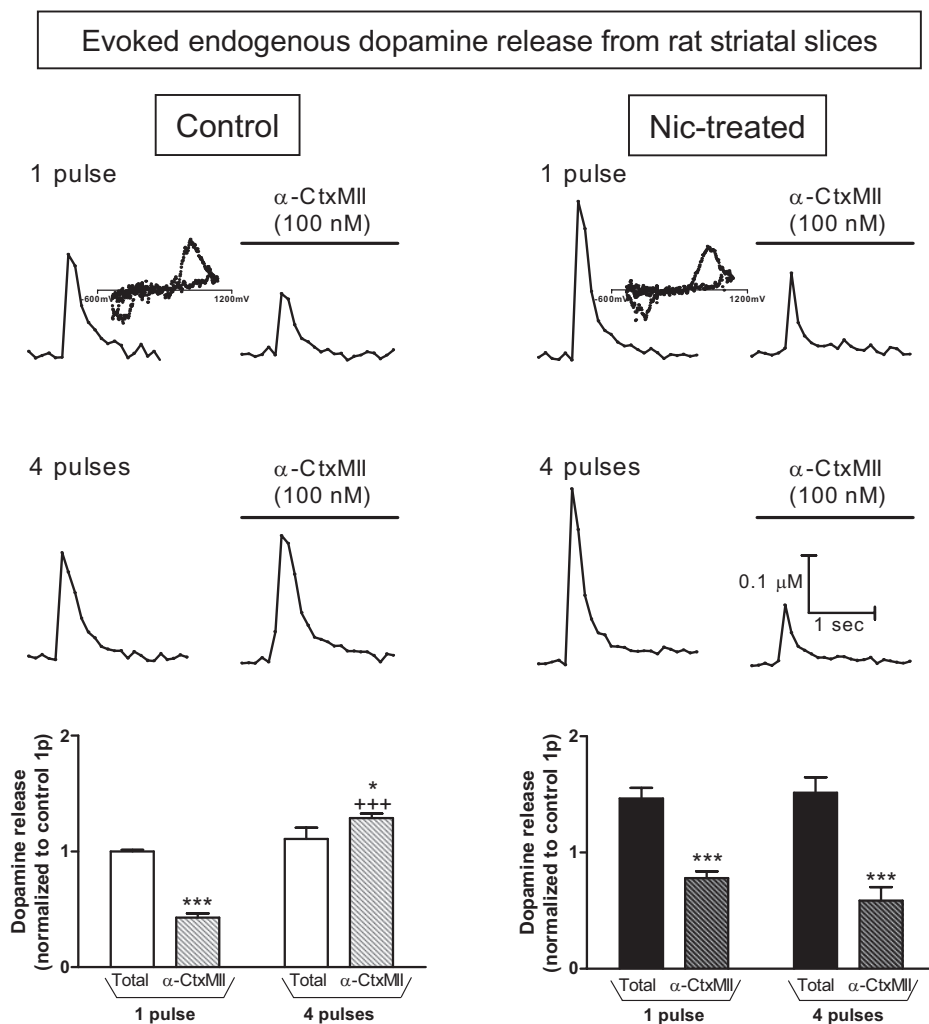 Evoked endogenous dopamine release from rat striatal slices
Control
Nic-treated
1 pulse
α-CtxMII
(100 nM)
-600mV
1200mV
1 pulse
α-CtxMII
(100 nM)
-600mV
1200mV
4 pulses
α-CtxMII
(100 nM)
4 pulses
α-CtxMII
(100 nM)
0.1 µM
1 sec
Dopamine release
(normalized to control 1p)
2
1
0
***
*
+++
Total
α-CtxMII
Total
α-CtxMII
1 pulse
4 pulses
Dopamine release
(normalized to control 1p)
2
1
0
***
***
Total
α-CtxMII
Total
α-CtxMII
1 pulse
4 pulses